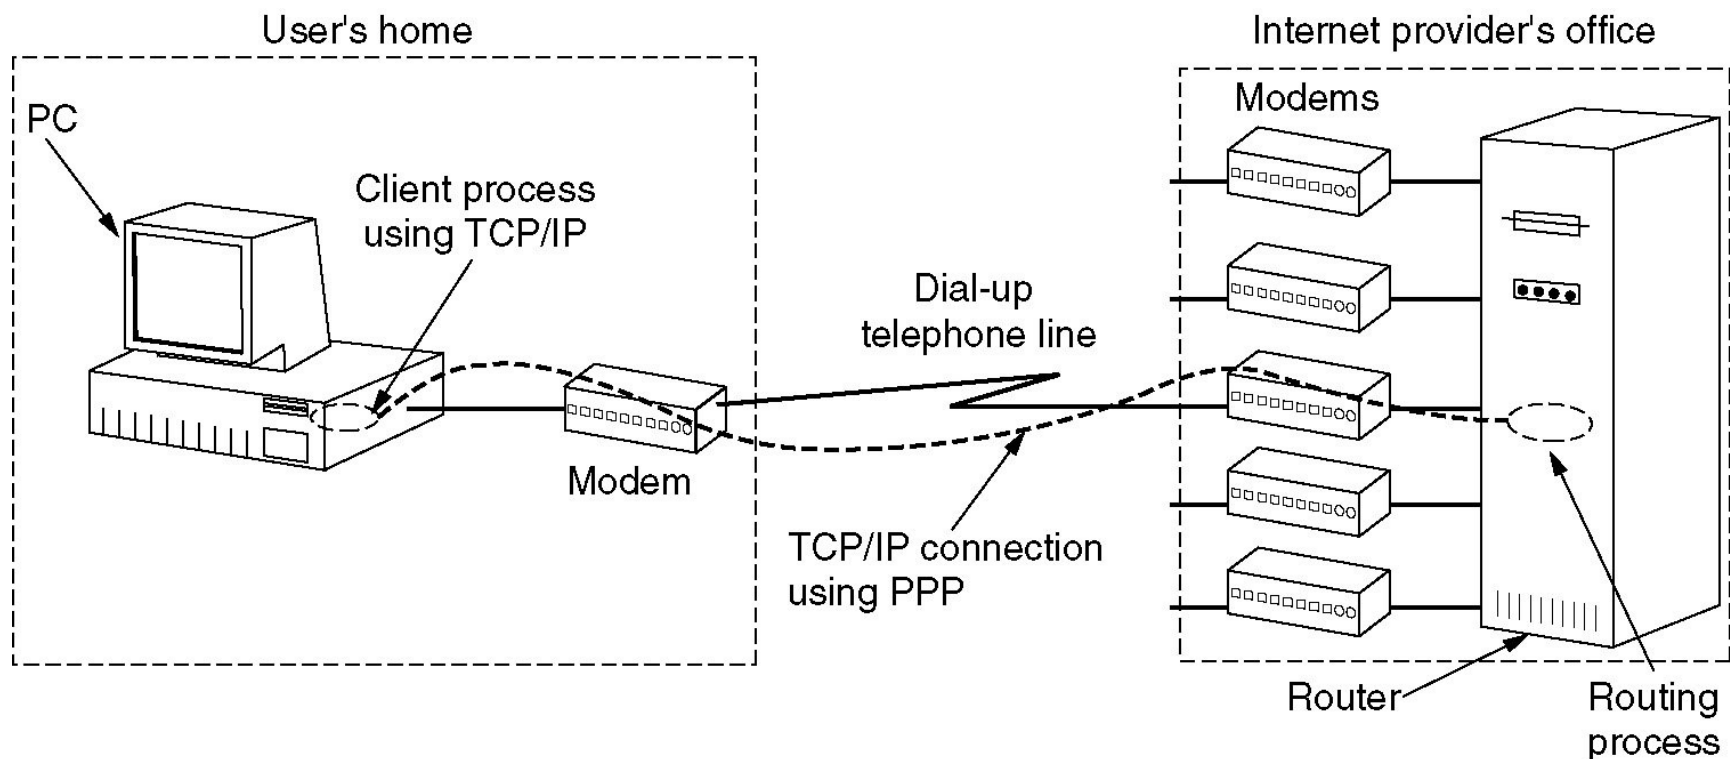 User's home
Internet provider's office
PC
Client process
using TCP/IP
Modem
Dial-up
telephone line
TCP/IP connection
using PPP
Modems
Router
Routing
process